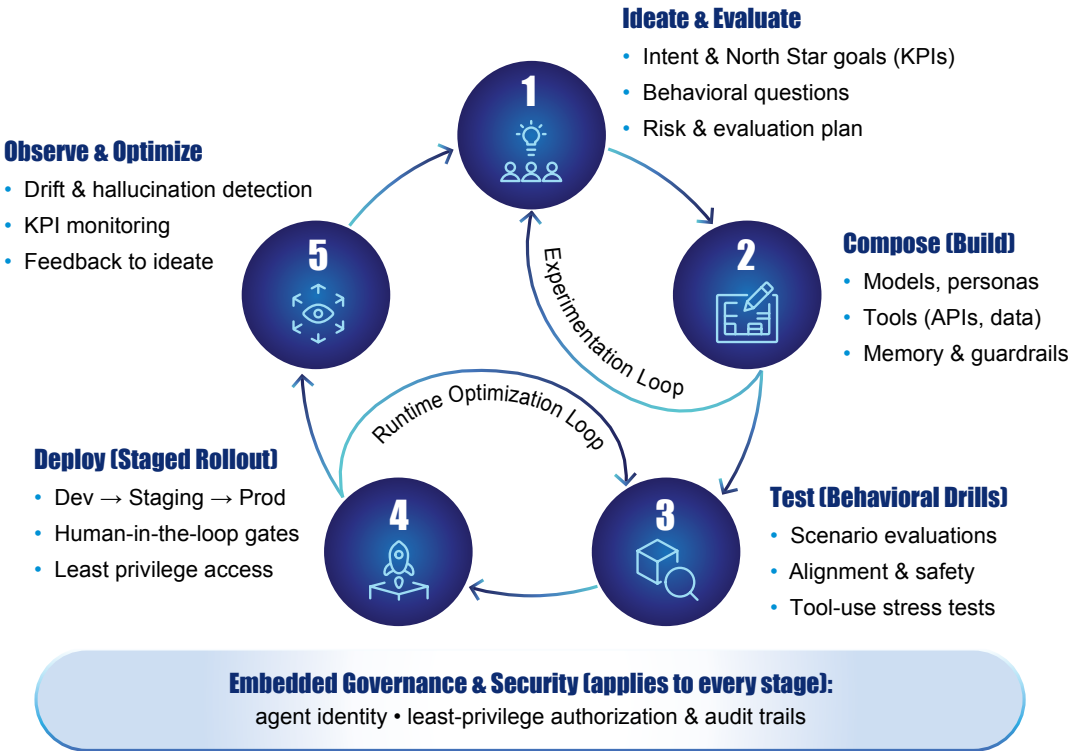 1
Ideate & Evaluate
• Intent & North Star goals (KPIs)
• Behavioral questions
• Risk & evaluation plan
2
Compose (Build)
• Models, personas
• Tools (APIs, data)
• Memory & guardrails
3
Test (Behavioral Drills)
• Scenario evaluations
• Alignment & safety
• Tool-use stress tests
4
Deploy (Staged Rollout)
• Dev → Staging → Prod
• Human-in-the-loop gates
• Least privilege access
5
Observe & Optimize
• Drift & hallucination detection
• KPI monitoring
• Feedback to ideate
Experimentation Loop
Runtime Optimization Loop
Embedded Governance & Security (applies to every stage):
agent identity • least-privilege authorization & audit trails